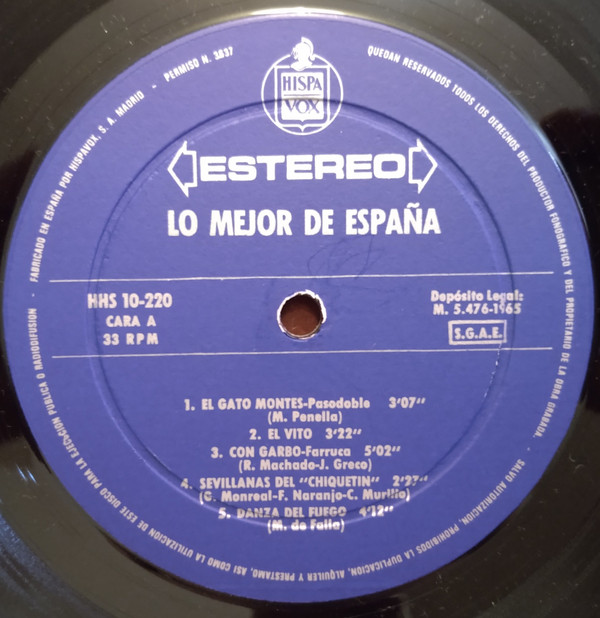 FABRICADO EN ESPAÑA POR HISPAVOX, S. A. MADRID - PERMISO N. 3837
QUEDAN RESERVADOS TODOS LOS DERECHOS DEL PRODUCTOR FONOGRAFICO Y DEL PROPIETARIO DE LA OBRA GRABADA.
SALVO AUTORIZACION, PROHIBIDOS LA DUPLICACION, ALQUILER Y PRESTAMO, ASI COMO LA UTILIZACION DE ESTE DISCO PARA LA EJECUCION PUBLICA O RADIODIFUSION -
HISPA
VOX
ESTEREO
LO MEJOR DE ESPAÑA
HHS 10-220
CARA A
33 RPM
Depósito Legal:
M. 5.476-1965
S.G.A.E.
1. EL GATO MONTES-Pasodoble 3'07"
(M. Penella)
2. EL VITO 3'22"
3. CON GARBO-Farruca 5'02"
(R. Machado-J. Greco)
4. SEVILLANAS DEL "CHIQUETIN" 2'27"
(G. Monreal-F. Naranjo-C. Murillo)
5. DANZA DEL FUEGO 4'22"
(M. de Falla)